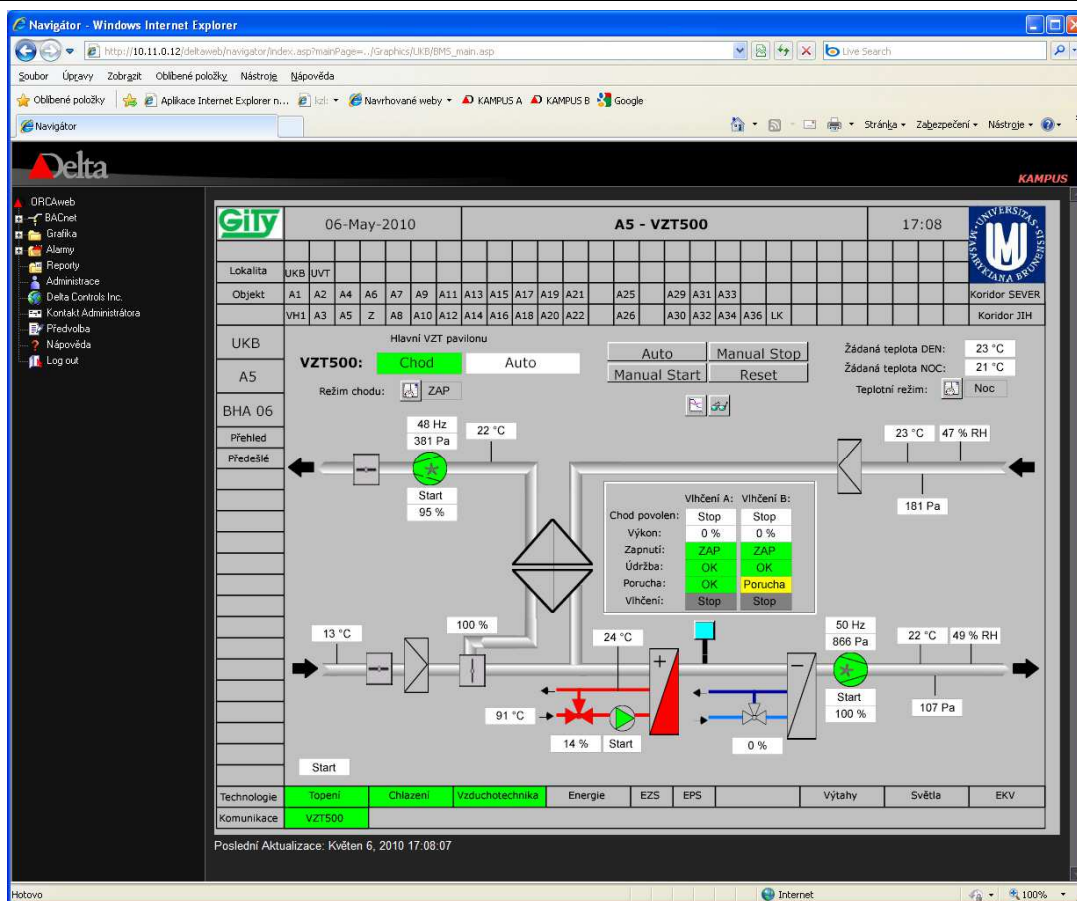 Navigátor - Windows Internet Explorer
http://10.11.0.12/deltaweb/navigator/index.asp?mainPage=../Graphics/UKB/BMS_main.asp
Live Search
Soubor Úpravy Zobrazit Oblíbené položky Nástroje Nápověda
Oblíbené položky Aplikace Internet Explorer n... kzl: Navrhované weby KAMPUS A KAMPUS B Google
Navigátor
Stránka Zabezpečení Nástroje
Delta
KAMPUS
ORCAweb
BACnet
Grafika
Alarmy
Reporty
Administrace
Delta Controls Inc.
Kontakt Administrátora
Předvolba
Nápověda
Log out
GiTy 06-May-2010 A5 - VZT500 17:08
UNIVERSITAS MASARYKIANA BRUNENSIS
Lokalita UKB UVT
Objekt A1 A2 A4 A6 A7 A9 A11 A13 A15 A17 A19 A21 A25 A29 A31 A33 Koridor SEVER
VH1 A3 A5 Z A8 A10 A12 A14 A16 A18 A20 A22 A26 A30 A32 A34 A36 LK Koridor JIH
UKB
A5
BHA 06
Přehled
Předešlé
Hlavní VZT pavilonu
VZT500: Chod Auto
Režim chodu: ZAP
Auto Manual Stop
Manual Start Reset
Žádaná teplota DEN: 23 °C
Žádaná teplota NOC: 21 °C
Teplotní režim: Noc
48 Hz
381 Pa
22 °C
Start
95 %
23 °C 47 % RH
181 Pa
Vlhčení A: Vlhčení B:
Chod povolen: Stop Stop
Výkon: 0 % 0 %
Zapnutí: ZAP ZAP
Údržba: OK OK
Porucha: OK Porucha
Vlhčení: Stop Stop
13 °C
100 %
24 °C
+
−
50 Hz
866 Pa
22 °C 49 % RH
Start
100 %
107 Pa
91 °C
14 % Start
0 %
Start
Technologie Topení Chlazení Vzduchotechnika Energie EZS EPS Výtahy Světla EKV
Komunikace VZT500
Poslední Aktualizace: Květen 6, 2010 17:08:07
Hotovo Internet 100%